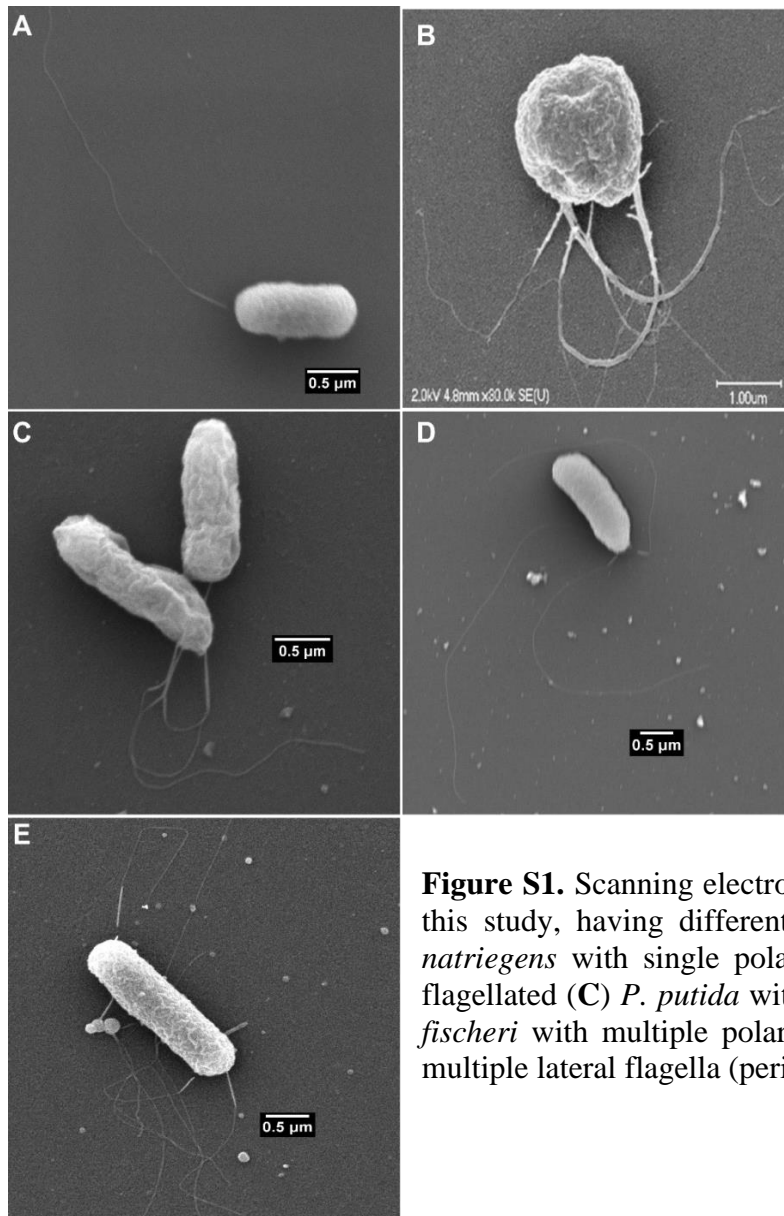 A
0.5 µm
B
2.0kV 4.8mm x30.0k SE(U)
1.00um
C
0.5 µm
D
0.5 µm
E
0.5 µm
Figure S1. Scanning electro
this study, having different
natriegens with single pola
flagellated (C) P. putida wit
fischeri with multiple polar
multiple lateral flagella (peri